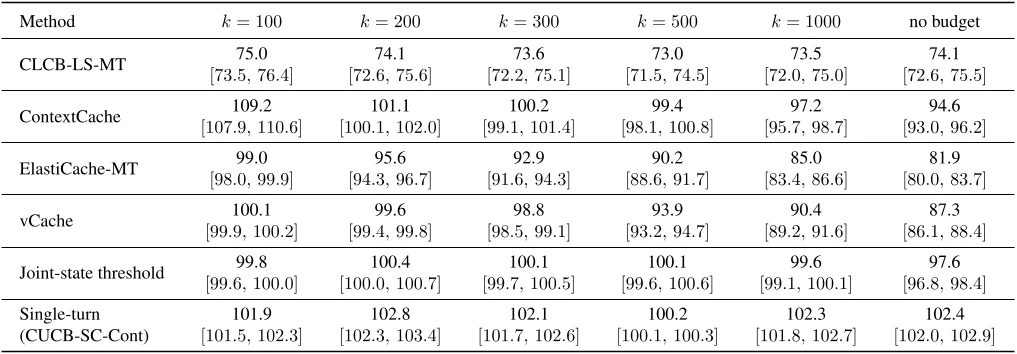 Method k = 100 k = 200 k = 300 k = 500 k = 1000 no budget
CLCB-LS-MT 75.0 74.1 73.6 73.0 73.5 74.1
[73.5, 76.4] [72.6, 75.6] [72.2, 75.1] [71.5, 74.5] [72.0, 75.0] [72.6, 75.5]
ContextCache 109.2 101.1 100.2 99.4 97.2 94.6
[107.9, 110.6] [100.1, 102.0] [99.1, 101.4] [98.1, 100.8] [95.7, 98.7] [93.0, 96.2]
ElastiCache-MT 99.0 95.6 92.9 90.2 85.0 81.9
[98.0, 99.9] [94.3, 96.7] [91.6, 94.3] [88.6, 91.7] [83.4, 86.6] [80.0, 83.7]
vCache 100.1 99.6 98.8 93.9 90.4 87.3
[99.9, 100.2] [99.4, 99.8] [98.5, 99.1] [93.2, 94.7] [89.2, 91.6] [86.1, 88.4]
Joint-state threshold 99.8 100.4 100.1 100.1 99.6 97.6
[99.6, 100.0] [100.0, 100.7] [99.7, 100.5] [99.6, 100.6] [99.1, 100.1] [96.8, 98.4]
Single-turn 101.9 102.8 102.1 100.2 102.3 102.4
(CUCB-SC-Cont) [101.5, 102.3] [102.3, 103.4] [101.7, 102.6] [100.1, 100.3] [101.8, 102.7] [102.0, 102.9]